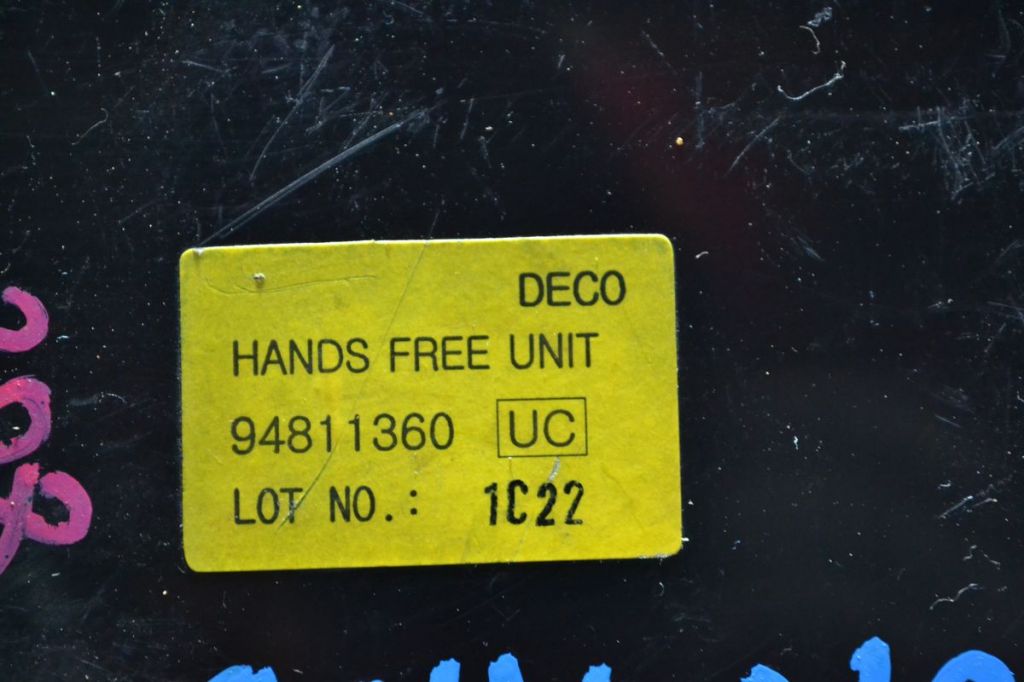 DECO
HANDS FREE UNIT
94811360 UC
LOT NO.: 1C22